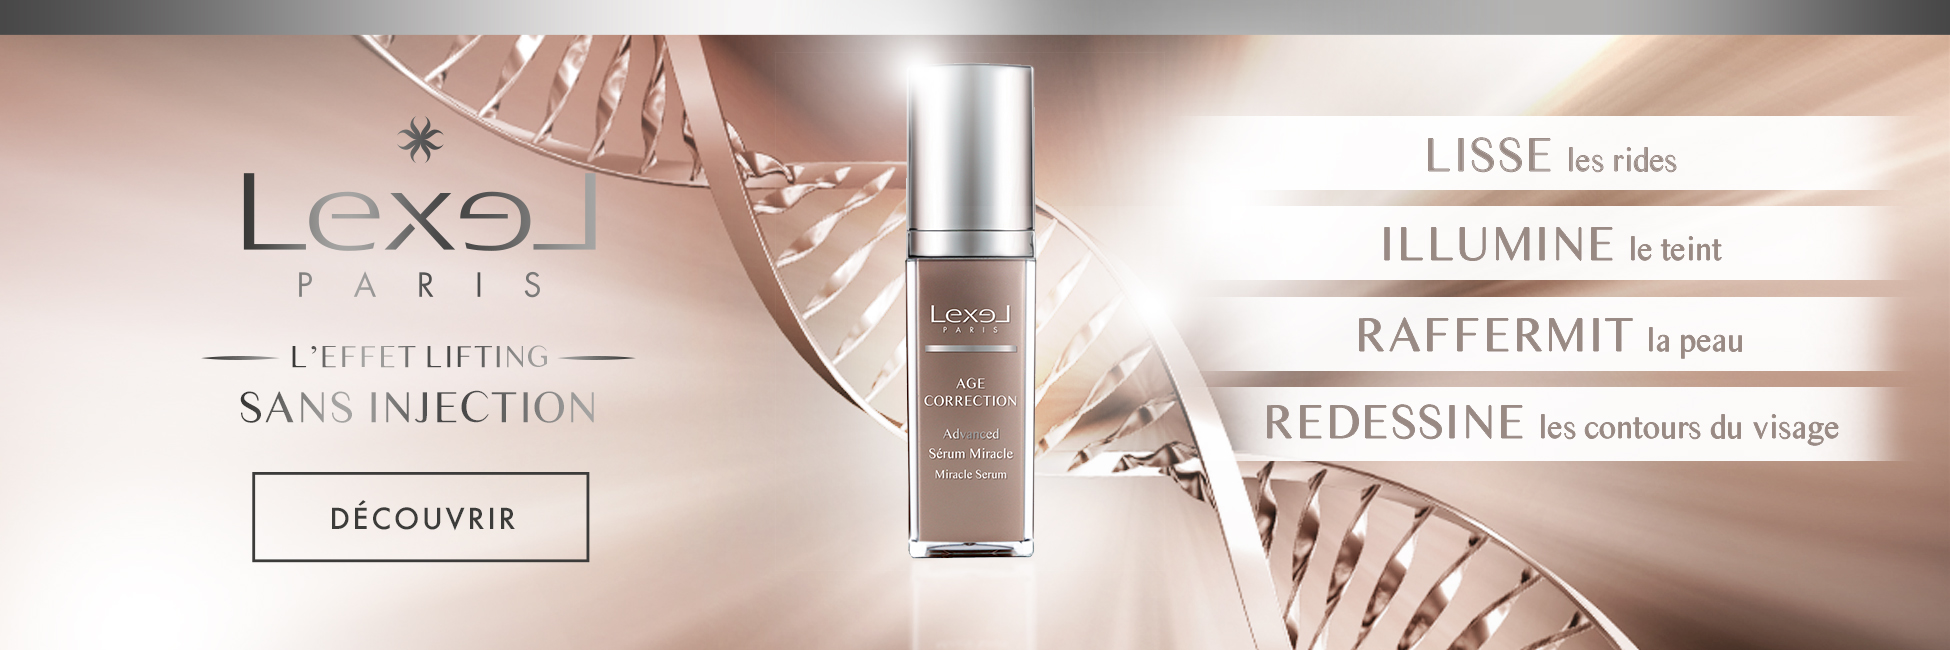 Lexel
PARIS
L'EFFET LIFTING
SANS INJECTION
DÉCOUVRIR
Lexel
PARIS
AGE
CORRECTION
Advanced
Sérum Miracle
Miracle Serum
LISSE les rides
ILLUMINE le teint
RAFFERMIT la peau
REDESSINE les contours du visage